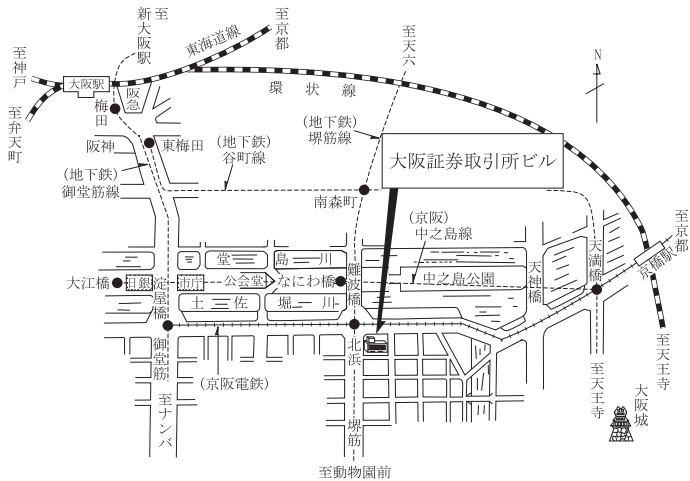 至新大阪駅
至京都
東海道線
至天六
至神戸
大阪駅
環状線
N
至弁天町
梅田
阪急
(地下鉄)
堺筋線
阪神
東梅田
(地下鉄)
谷町線
大阪証券取引所ビル
(地下鉄)
御堂筋線
南森町
(京阪)
中之島線
至京都
京橋駅
堂島川
難波橋
天神橋
天満橋
大江橋
日銀
淀屋橋
市庁
公会堂
なにわ橋
中之島公園
土佐堀川
御堂筋
北浜
(京阪電鉄)
至ナンバ
堺筋
至天王寺
至天王寺
大阪城
至動物園前